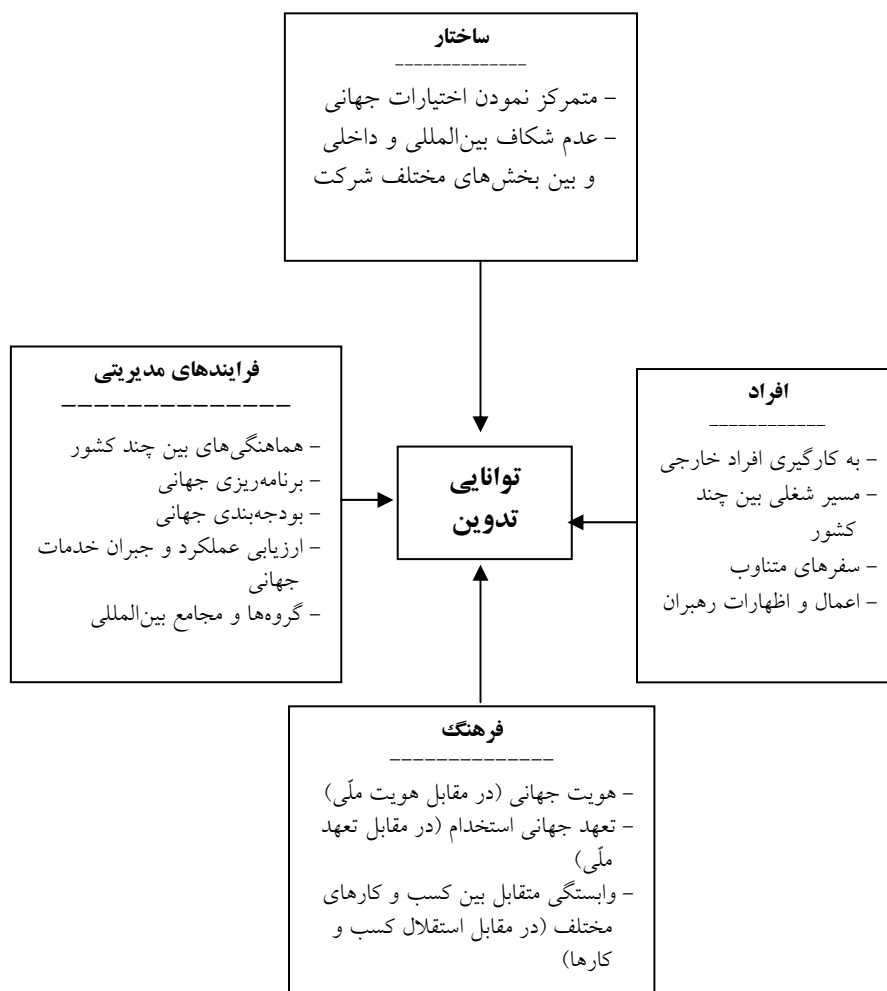 ساختار
--------------
- متمرکز نمودن اختیارات جهانی
- عدم شکاف بین‌المللی و داخلی
و بین بخش‌های مختلف شرکت
فرایندهای مدیریتی
--------------
- هماهنگی‌های بین چند کشور
- برنامه‌ریزی جهانی
- بودجه‌بندی جهانی
- ارزیابی عملکرد و جبران خدمات
جهانی
- گروه‌ها و مجامع بین‌المللی
توانایی
تدوین
افراد
------------
- به کارگیری افراد خارجی
- مسیر شغلی بین چند
کشور
- سفرهای متناوب
- اعمال و اظهارات رهبران
فرهنگ
--------------
- هویت جهانی (در مقابل هویت ملّی)
- تعهد جهانی استخدام (در مقابل تعهد
ملّی)
- وابستگی متقابل بین کسب و کارهای
مختلف (در مقابل استقلال کسب و
کارها)